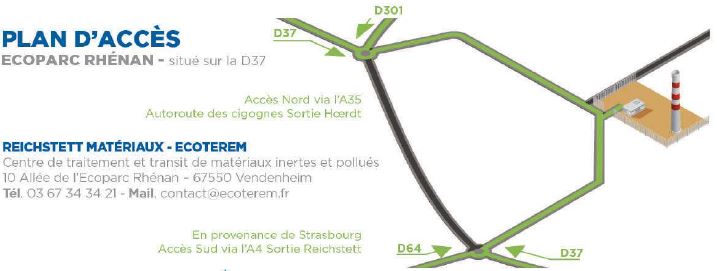 D301
D37
PLAN D'ACCÈS
ECOPARC RHÉNAN - situé sur la D37
Accès Nord via l'A35
Autoroute des cigognes Sortie Hœrdt
REICHSTETT MATÉRIAUX - ECOTEREM
Centre de traitement et transit de matériaux inertes et pollués
10 Allée de l'Ecoparc Rhénan – 67550 Vendenheim
Tél. 03 67 34 34 21 - Mail. contact@ecoterem.fr
En provenance de Strasbourg
Accès Sud via l'A4 Sortie Reichstett
D64
D37